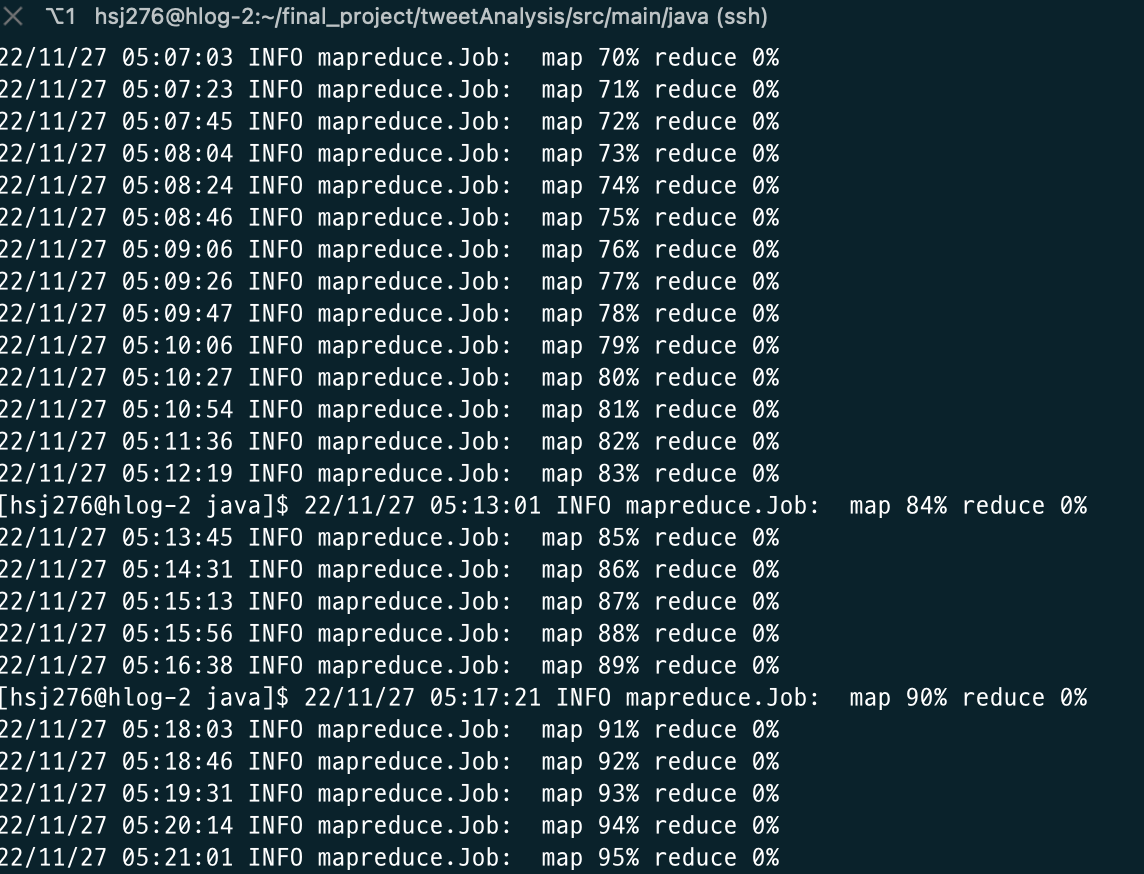 ⌥1 hsj276@hlog-2:~/final_project/tweetAnalysis/src/main/java (ssh)
22/11/27 05:07:03 INFO mapreduce.Job:  map 70% reduce 0%
22/11/27 05:07:23 INFO mapreduce.Job:  map 71% reduce 0%
22/11/27 05:07:45 INFO mapreduce.Job:  map 72% reduce 0%
22/11/27 05:08:04 INFO mapreduce.Job:  map 73% reduce 0%
22/11/27 05:08:24 INFO mapreduce.Job:  map 74% reduce 0%
22/11/27 05:08:46 INFO mapreduce.Job:  map 75% reduce 0%
22/11/27 05:09:06 INFO mapreduce.Job:  map 76% reduce 0%
22/11/27 05:09:26 INFO mapreduce.Job:  map 77% reduce 0%
22/11/27 05:09:47 INFO mapreduce.Job:  map 78% reduce 0%
22/11/27 05:10:06 INFO mapreduce.Job:  map 79% reduce 0%
22/11/27 05:10:27 INFO mapreduce.Job:  map 80% reduce 0%
22/11/27 05:10:54 INFO mapreduce.Job:  map 81% reduce 0%
22/11/27 05:11:36 INFO mapreduce.Job:  map 82% reduce 0%
22/11/27 05:12:19 INFO mapreduce.Job:  map 83% reduce 0%
[hsj276@hlog-2 java]$ 22/11/27 05:13:01 INFO mapreduce.Job:  map 84% reduce 0%
22/11/27 05:13:45 INFO mapreduce.Job:  map 85% reduce 0%
22/11/27 05:14:31 INFO mapreduce.Job:  map 86% reduce 0%
22/11/27 05:15:13 INFO mapreduce.Job:  map 87% reduce 0%
22/11/27 05:15:56 INFO mapreduce.Job:  map 88% reduce 0%
22/11/27 05:16:38 INFO mapreduce.Job:  map 89% reduce 0%
[hsj276@hlog-2 java]$ 22/11/27 05:17:21 INFO mapreduce.Job:  map 90% reduce 0%
22/11/27 05:18:03 INFO mapreduce.Job:  map 91% reduce 0%
22/11/27 05:18:46 INFO mapreduce.Job:  map 92% reduce 0%
22/11/27 05:19:31 INFO mapreduce.Job:  map 93% reduce 0%
22/11/27 05:20:14 INFO mapreduce.Job:  map 94% reduce 0%
22/11/27 05:21:01 INFO mapreduce.Job:  map 95% reduce 0%